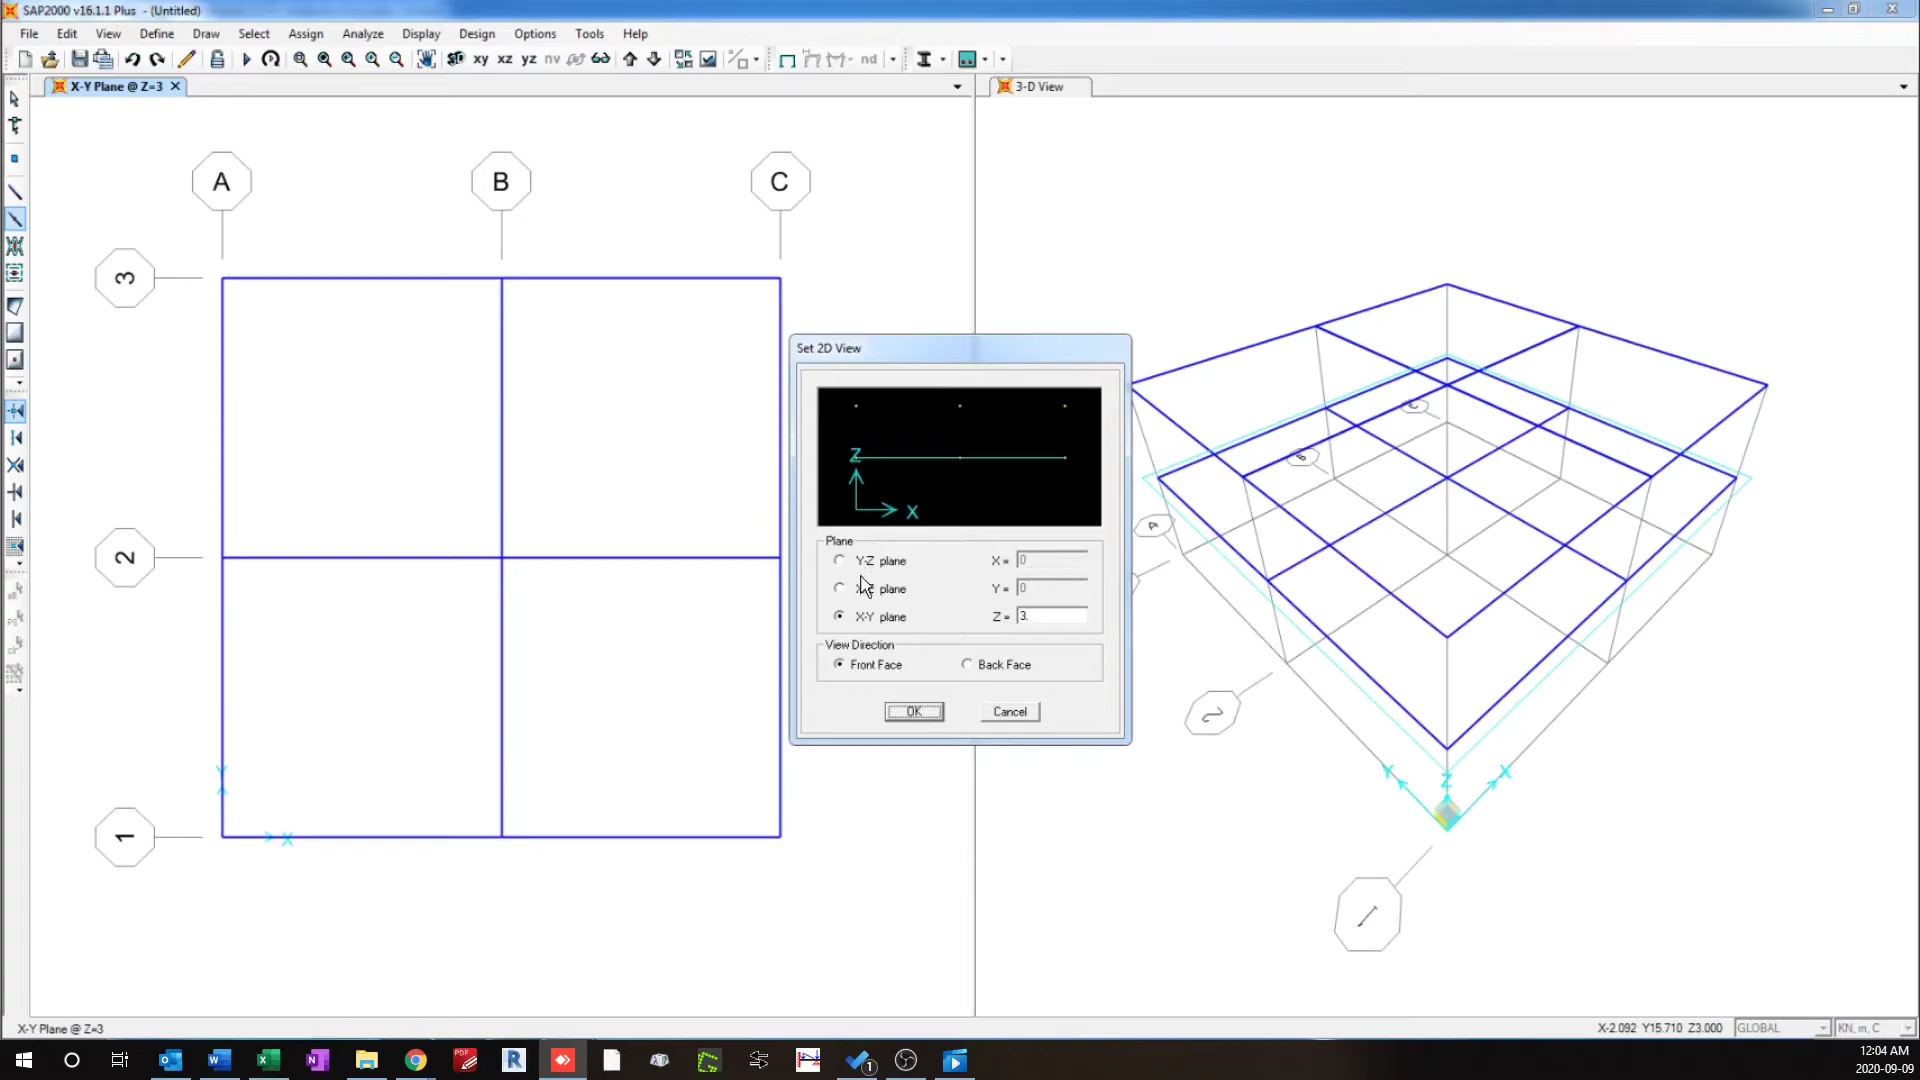 SAP2000 v16.1.1 Plus - (Untitled)
File Edit View Define Draw Select Assign Analyze Display Design Options Tools Help
xy xz yz nv nd
X-Y Plane @ Z=3
3-D View
A B C
3
2
1
Y
X
Set 2D View
Z
X
Plane
Y-Z plane X = 0
X-Z plane Y = 0
X-Y plane Z = 3.
View Direction
Front Face Back Face
OK Cancel
C
B
A
2
1
Y Z X
X-Y Plane @ Z=3
X-2.092 Y15.710 Z3.000 GLOBAL KN, m, C
12:04 AM
2020-09-09